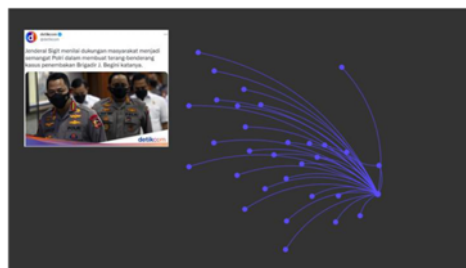 detikcom
Jenderal Sigit menilai dukungan masyarakat menjadi
semangat Polri dalam membuat terang-benderang
kasus penembakan Brigadir J. Begini katanya.
detikcom